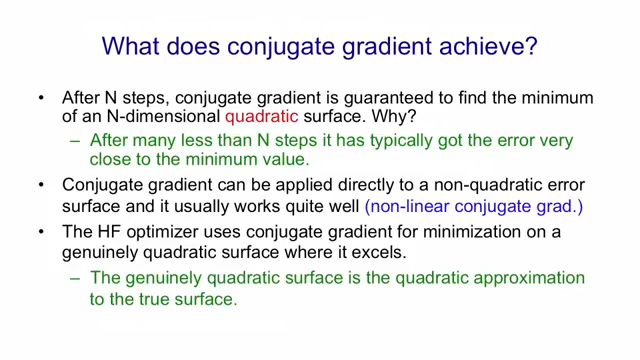 What does conjugate gradient achieve?
• After N steps, conjugate gradient is guaranteed to find the minimum
of an N-dimensional quadratic surface. Why?
– After many less than N steps it has typically got the error very
close to the minimum value.
• Conjugate gradient can be applied directly to a non-quadratic error
surface and it usually works quite well (non-linear conjugate grad.)
• The HF optimizer uses conjugate gradient for minimization on a
genuinely quadratic surface where it excels.
– The genuinely quadratic surface is the quadratic approximation
to the true surface.